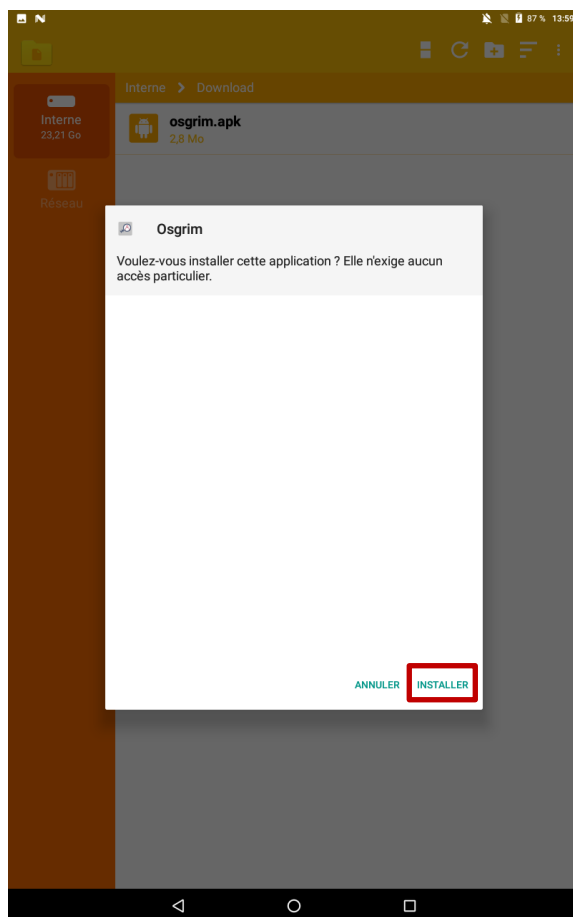 87 % 13:59
Interne > Download
Interne
23,21 Go
osgrim.apk
2,8 Mo
Réseau
Osgrim
Voulez-vous installer cette application ? Elle n'exige aucun
accès particulier.
ANNULER INSTALLER